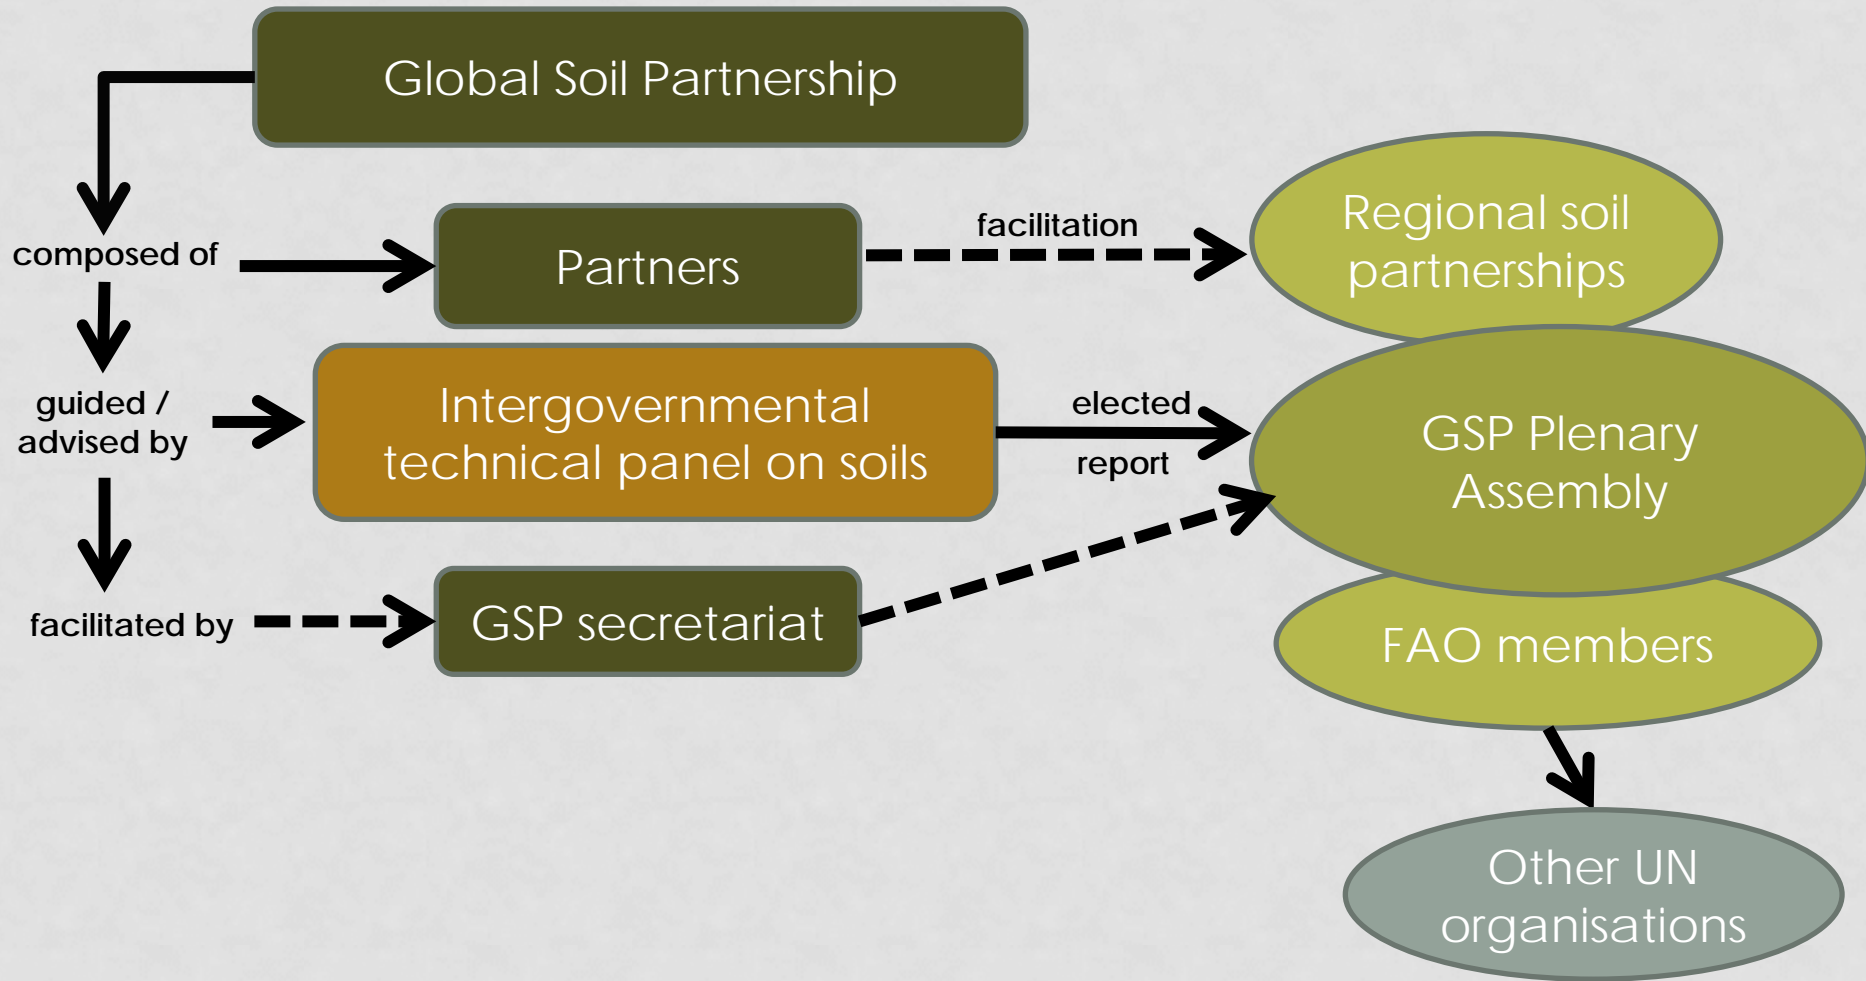 Global Soil Partnership
composed of
Partners
facilitation
Regional soil
partnerships
guided /
advised by
Intergovernmental
technical panel on soils
elected
report
GSP Plenary
Assembly
facilitated by
GSP secretariat
FAO members
Other UN
organisations